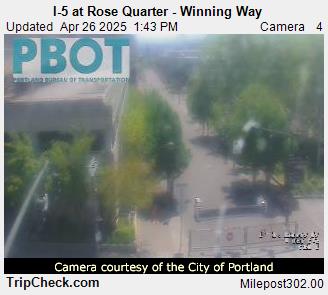 I-5 at Rose Quarter - Winning Way
Updated Apr 26 2025 1:43 PM Camera 4
PBOT
PORTLAND BUREAU OF TRANSPORTATION
Camera courtesy of the City of Portland
TripCheck.com Milepost302.00